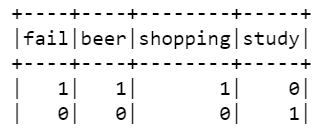 +----+----+--------+-----+
|fail|beer|shopping|study|
+----+----+--------+-----+
|   1|   1|       1|    0|
|   0|   0|       0|    1|